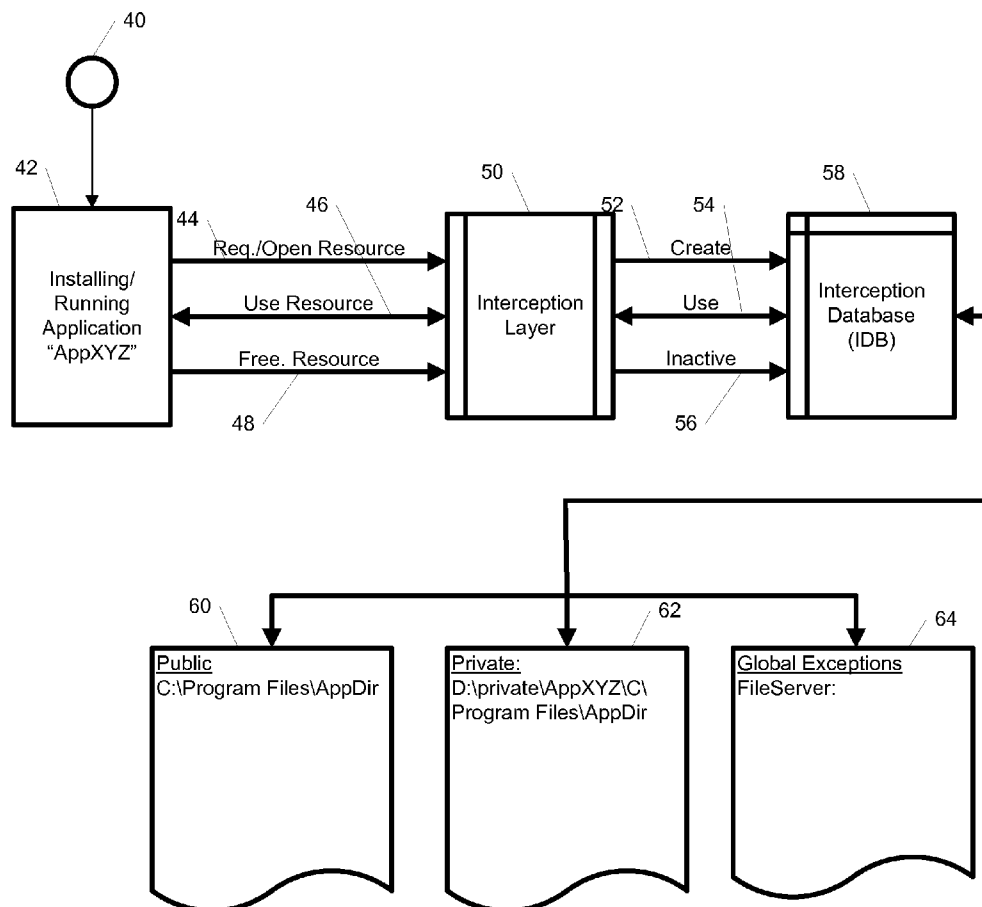 40
42
50
58
44
46
52
54
Req./Open Resource
Create
Installing/
Running
Application
“AppXYZ”
Use Resource
Interception
Layer
Use
Interception
Database
(IDB)
Free. Resource
Inactive
48
56
60
62
64
Public
C:\Program Files\AppDir
Private:
D:\private\AppXYZ\C\
Program Files\AppDir
Global Exceptions
FileServer: